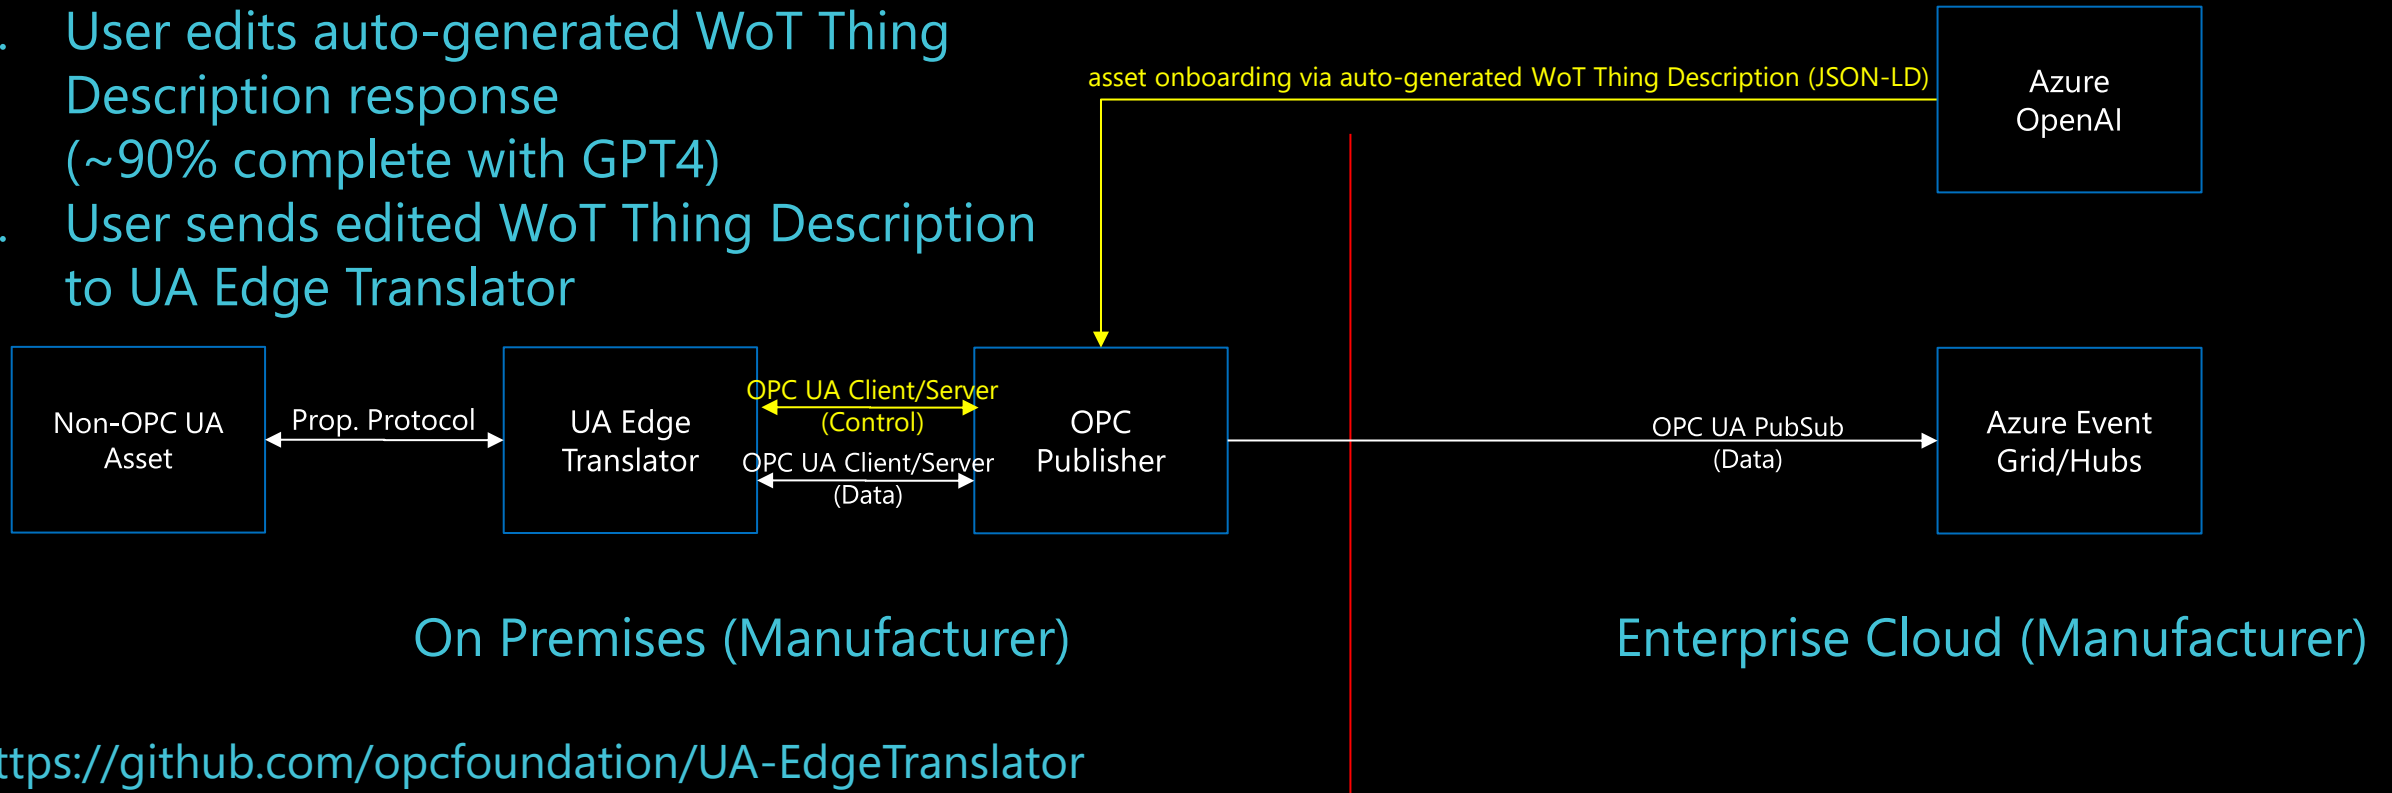 . User edits auto-generated WoT Thing
Description response
(~90% complete with GPT4)
. User sends edited WoT Thing Description
to UA Edge Translator
asset onboarding via auto-generated WoT Thing Description (JSON-LD)
Azure
OpenAI
Non-OPC UA
Asset
Prop. Protocol
UA Edge
Translator
OPC UA Client/Server
(Control)
OPC UA Client/Server
(Data)
OPC
Publisher
OPC UA PubSub
(Data)
Azure Event
Grid/Hubs
On Premises (Manufacturer)
Enterprise Cloud (Manufacturer)
ttps://github.com/opcfoundation/UA-EdgeTranslator